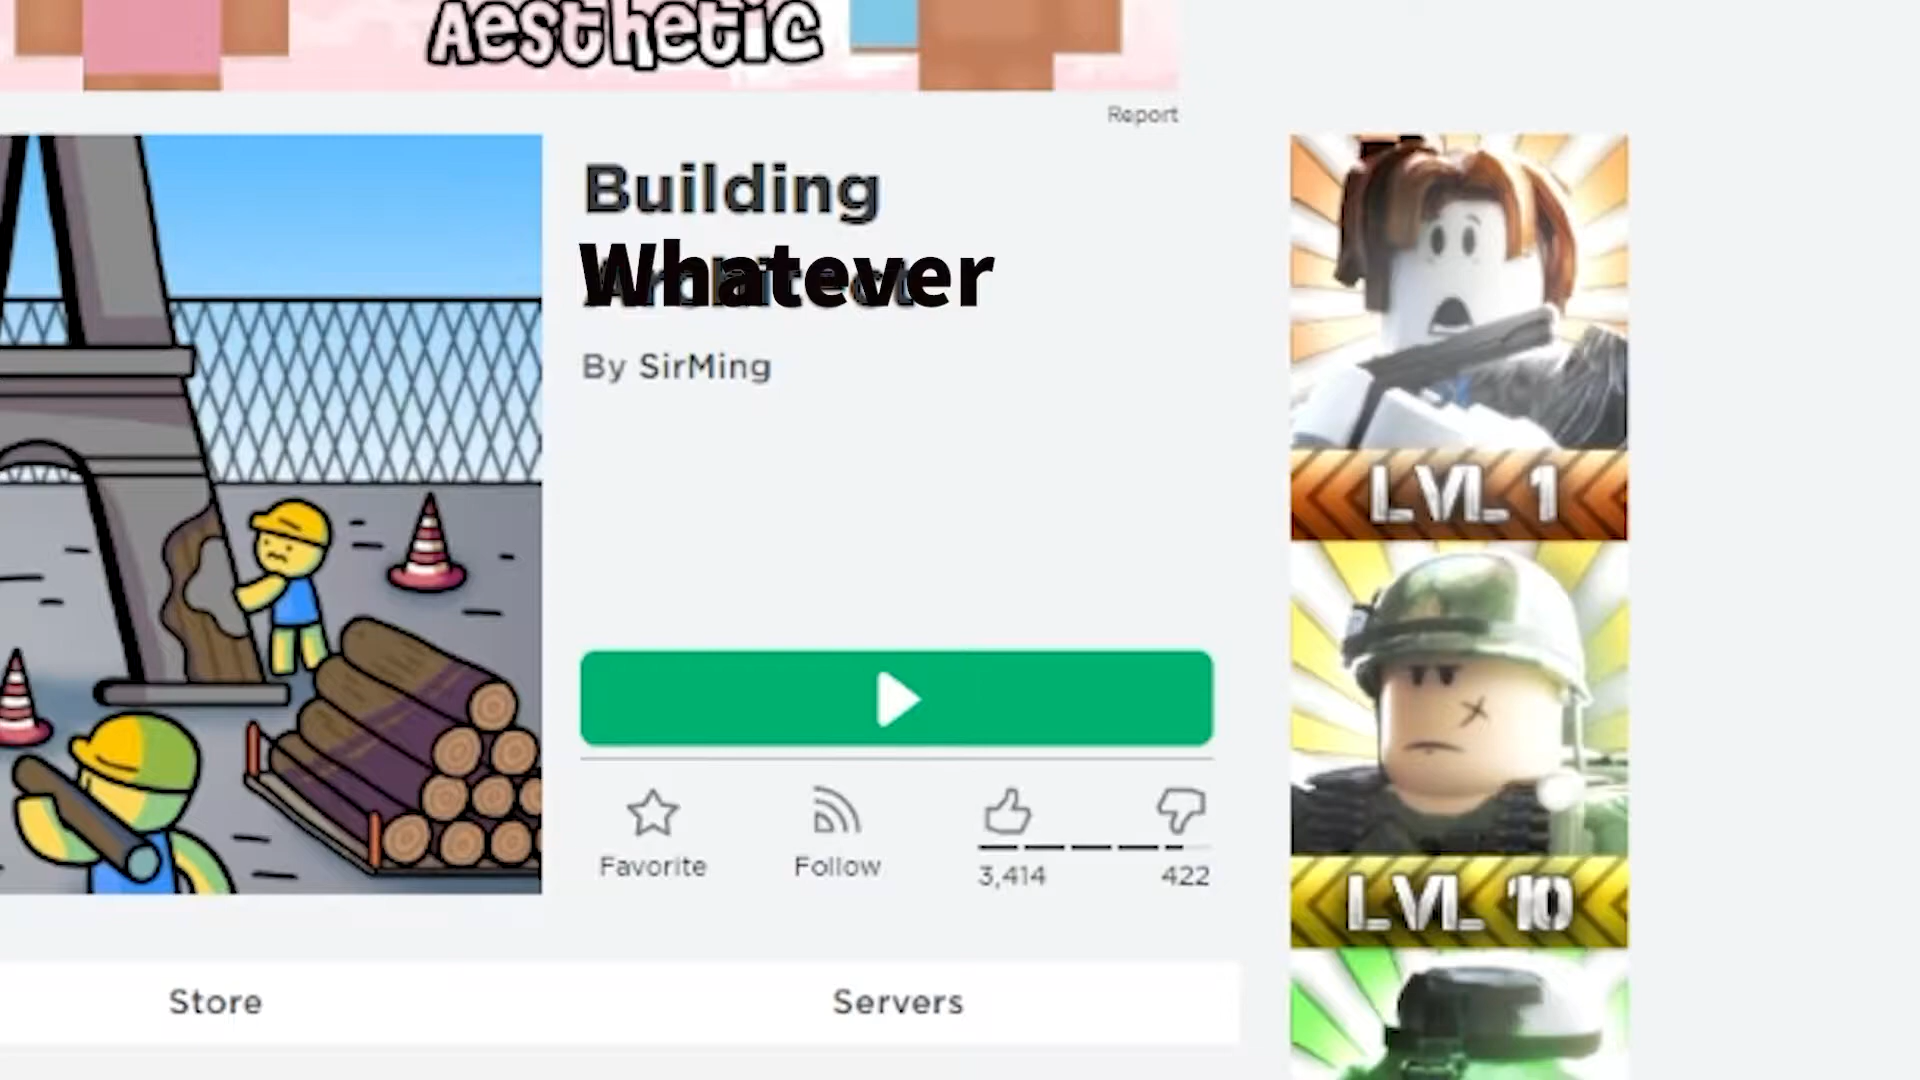 Aesthetic
Report
Building
Whatever
By SirMing
Favorite
Follow
3,414
422
Store
Servers
LVL 1
LVL 10